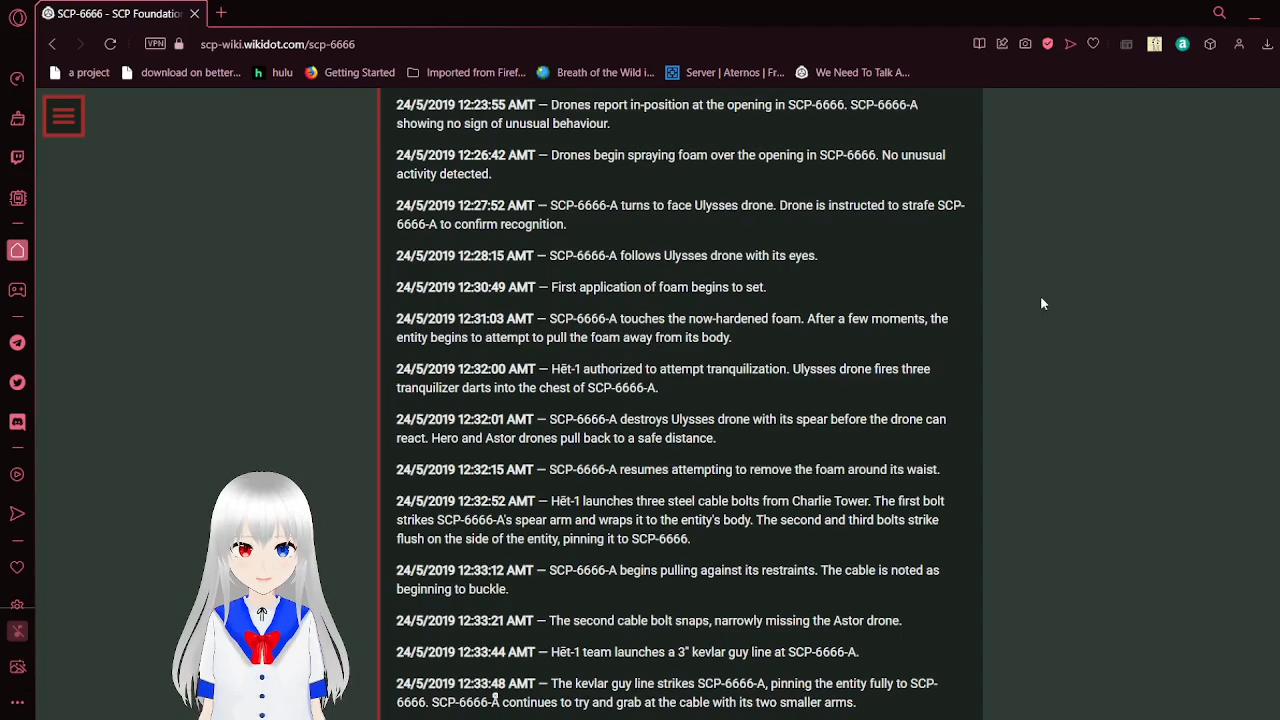 SCP-6666 - SCP Foundatio
VPN
scp-wiki.wikidot.com/scp-6666
a project
download on better...
h hulu
Getting Started
Imported from Firef...
Breath of the Wild i...
Server | Aternos | Fr...
We Need To Talk A...
24/5/2019 12:23:55 AMT — Drones report in-position at the opening in SCP-6666. SCP-6666-A
showing no sign of unusual behaviour.
24/5/2019 12:26:42 AMT — Drones begin spraying foam over the opening in SCP-6666. No unusual
activity detected.
24/5/2019 12:27:52 AMT — SCP-6666-A turns to face Ulysses drone. Drone is instructed to strafe SCP-
6666-A to confirm recognition.
24/5/2019 12:28:15 AMT — SCP-6666-A follows Ulysses drone with its eyes.
24/5/2019 12:30:49 AMT — First application of foam begins to set.
24/5/2019 12:31:03 AMT — SCP-6666-A touches the now-hardened foam. After a few moments, the
entity begins to attempt to pull the foam away from its body.
24/5/2019 12:32:00 AMT — Hēt-1 authorized to attempt tranquilization. Ulysses drone fires three
tranquilizer darts into the chest of SCP-6666-A.
24/5/2019 12:32:01 AMT — SCP-6666-A destroys Ulysses drone with its spear before the drone can
react. Hero and Astor drones pull back to a safe distance.
24/5/2019 12:32:15 AMT — SCP-6666-A resumes attempting to remove the foam around its waist.
24/5/2019 12:32:52 AMT — Hēt-1 launches three steel cable bolts from Charlie Tower. The first bolt
strikes SCP-6666-A's spear arm and wraps it to the entity's body. The second and third bolts strike
flush on the side of the entity, pinning it to SCP-6666.
24/5/2019 12:33:12 AMT — SCP-6666-A begins pulling against its restraints. The cable is noted as
beginning to buckle.
24/5/2019 12:33:21 AMT — The second cable bolt snaps, narrowly missing the Astor drone.
24/5/2019 12:33:44 AMT — Hēt-1 team launches a 3" kevlar guy line at SCP-6666-A.
24/5/2019 12:33:48 AMT — The kevlar guy line strikes SCP-6666-A, pinning the entity fully to SCP-
6666. SCP-6666-A continues to try and grab at the cable with its two smaller arms.